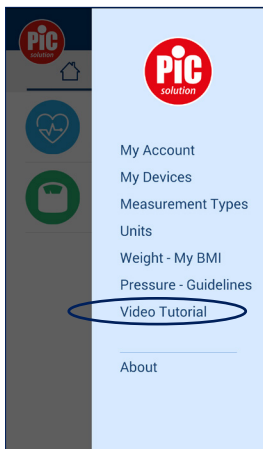 PiC
solution
PiC
solution
My Account
My Devices
Measurement Types
Units
Weight - My BMI
Pressure - Guidelines
Video Tutorial
About